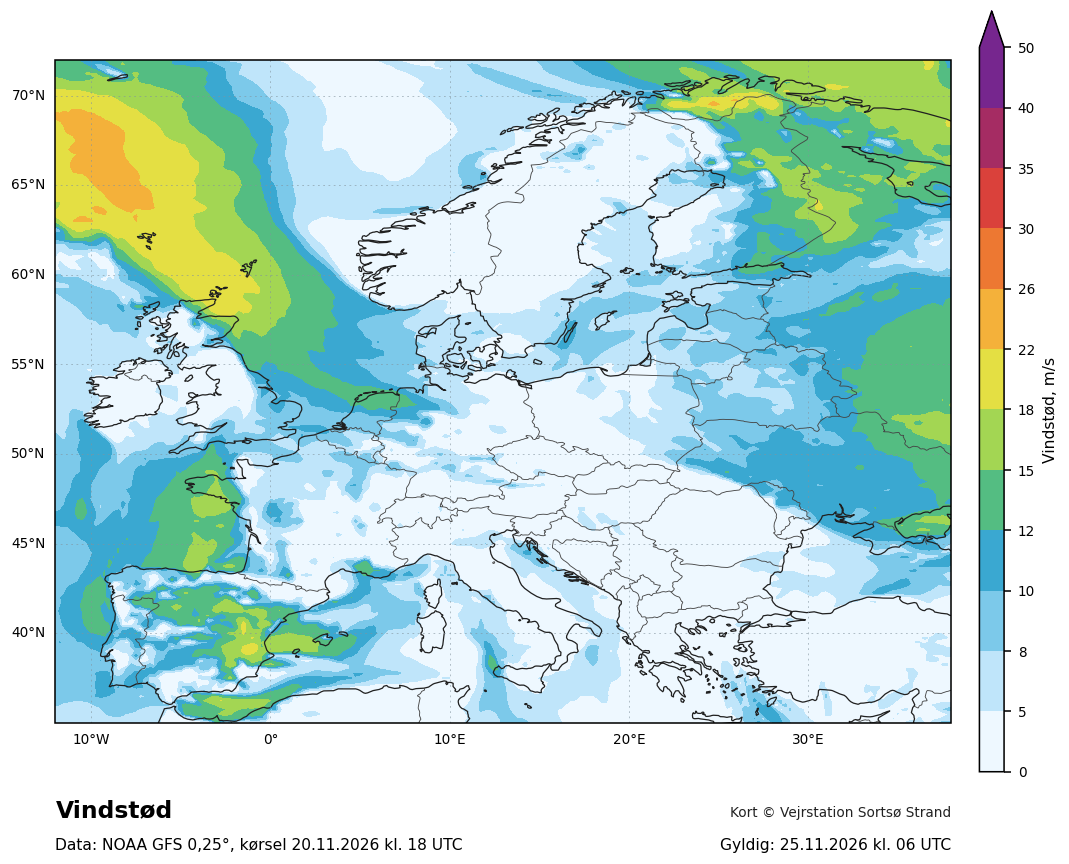 70°N
65°N
60°N
55°N
50°N
45°N
40°N
10°W
0°
10°E
20°E
30°E
50
40
35
30
26
22
18
15
12
10
8
5
0
Vindstød, m/s
Vindstød
Kort © Vejrstation Sortsø Strand
Data: NOAA GFS 0,25°, kørsel 20.11.2026 kl. 18 UTC
Gyldig: 25.11.2026 kl. 06 UTC